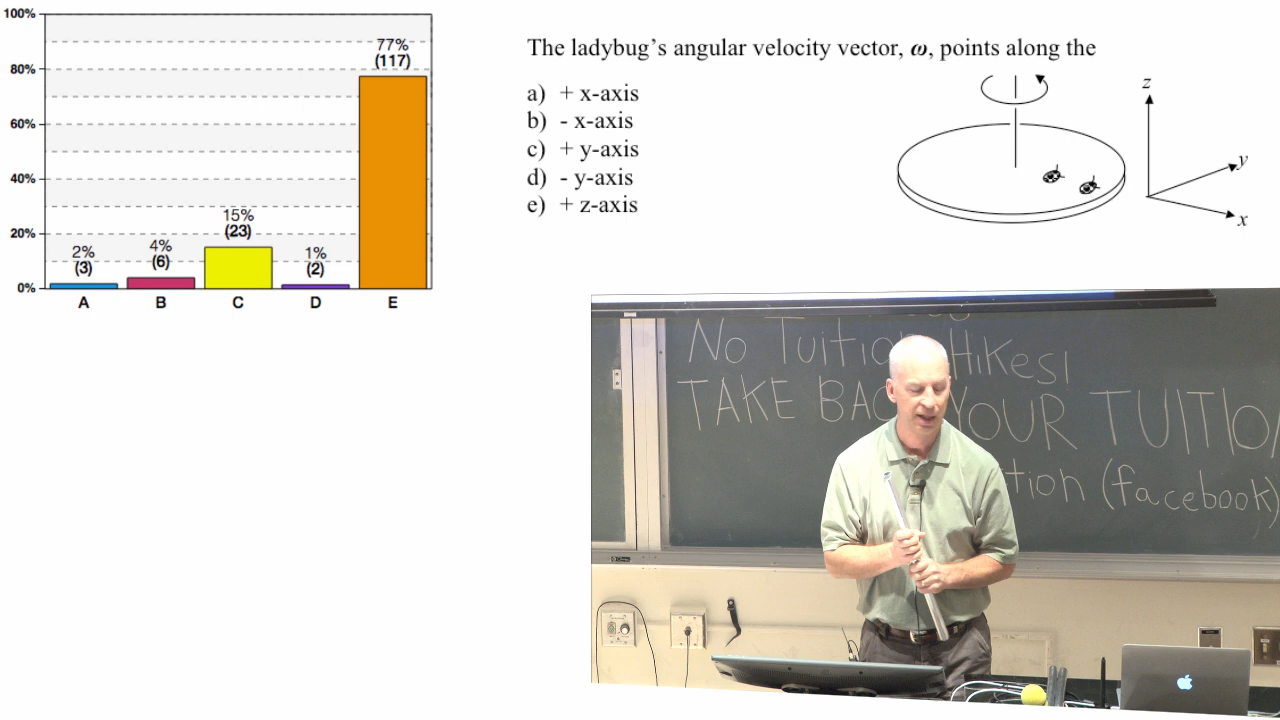 100%
80%
60%
40%
20%
0%
2%
(3)
4%
(6)
15%
(23)
1%
(2)
77%
(117)
A
B
C
D
E
The ladybug’s angular velocity vector, ω, points along the
a) + x-axis
b) - x-axis
c) + y-axis
d) - y-axis
e) + z-axis
z
y
x
No Tuition Hikes!
TAKE BACK YOUR TUITIO
tion (facebook)